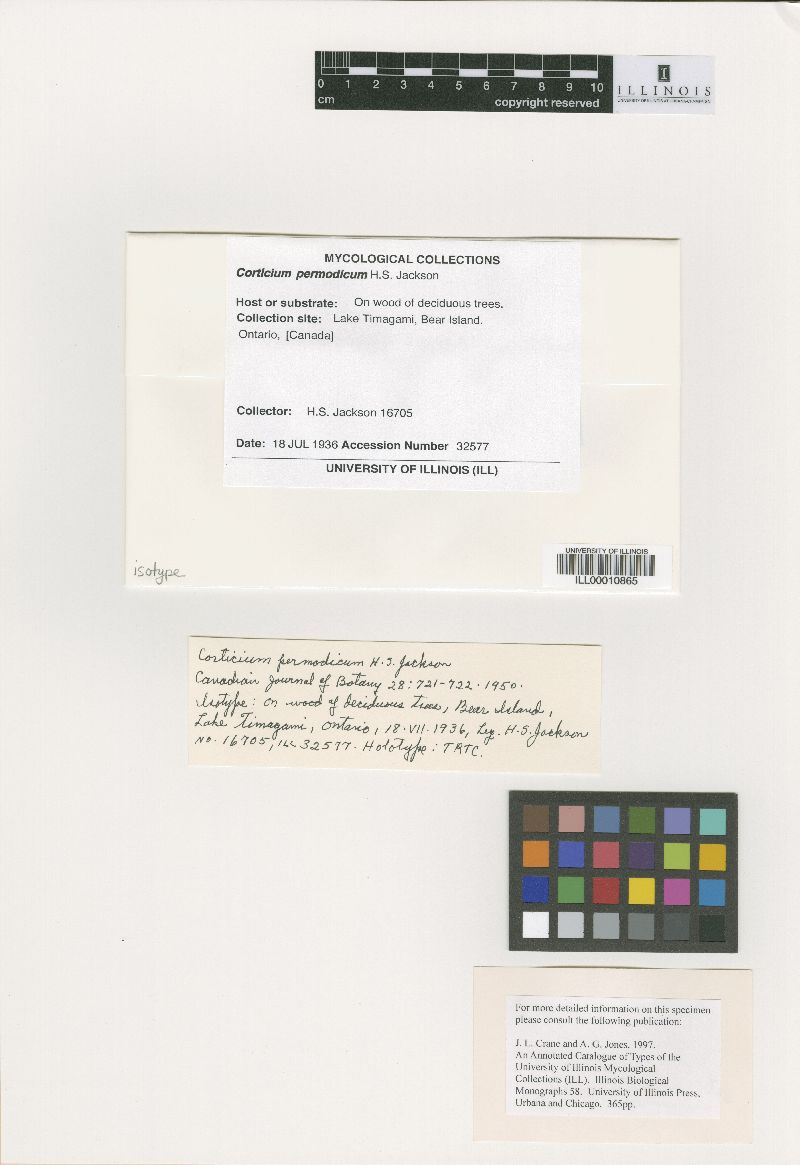 0 1 2 3 4 5 6 7 8 9 10
cm copyright reserved
I
ILLINOIS
MYCOLOGICAL COLLECTIONS
Corticium permodicum H.S. Jackson
Host or substrate: On wood of deciduous trees.
Collection site: Lake Timagami, Bear Island.
Ontario, [Canada]
Collector: H.S. Jackson 16705
Date: 18 JUL 1936 Accession Number 32577
UNIVERSITY OF ILLINOIS (ILL)
isotype
UNIVERSITY OF ILLINOIS
ILL00010865
Corticium permodicum H.S. Jackson
Canadian Journal of Botany 28:721-722. 1950.
Isotype: on wood of deciduous trees, Bear Island,
Lake Timagami, Ontario, 18.VII.1936, Leg. H.S. Jackson
No. 16705, ILL 32577. Holotype: TRTC.
For more detailed information on this specimen
please consult the following publication:
J. L. Crane and A. G. Jones. 1997.
An Annotated Catalogue of Types of the
University of Illinois Mycological
Collections (ILL). Illinois Biological
Monographs 58. University of Illinois Press,
Urbana and Chicago. 365pp.